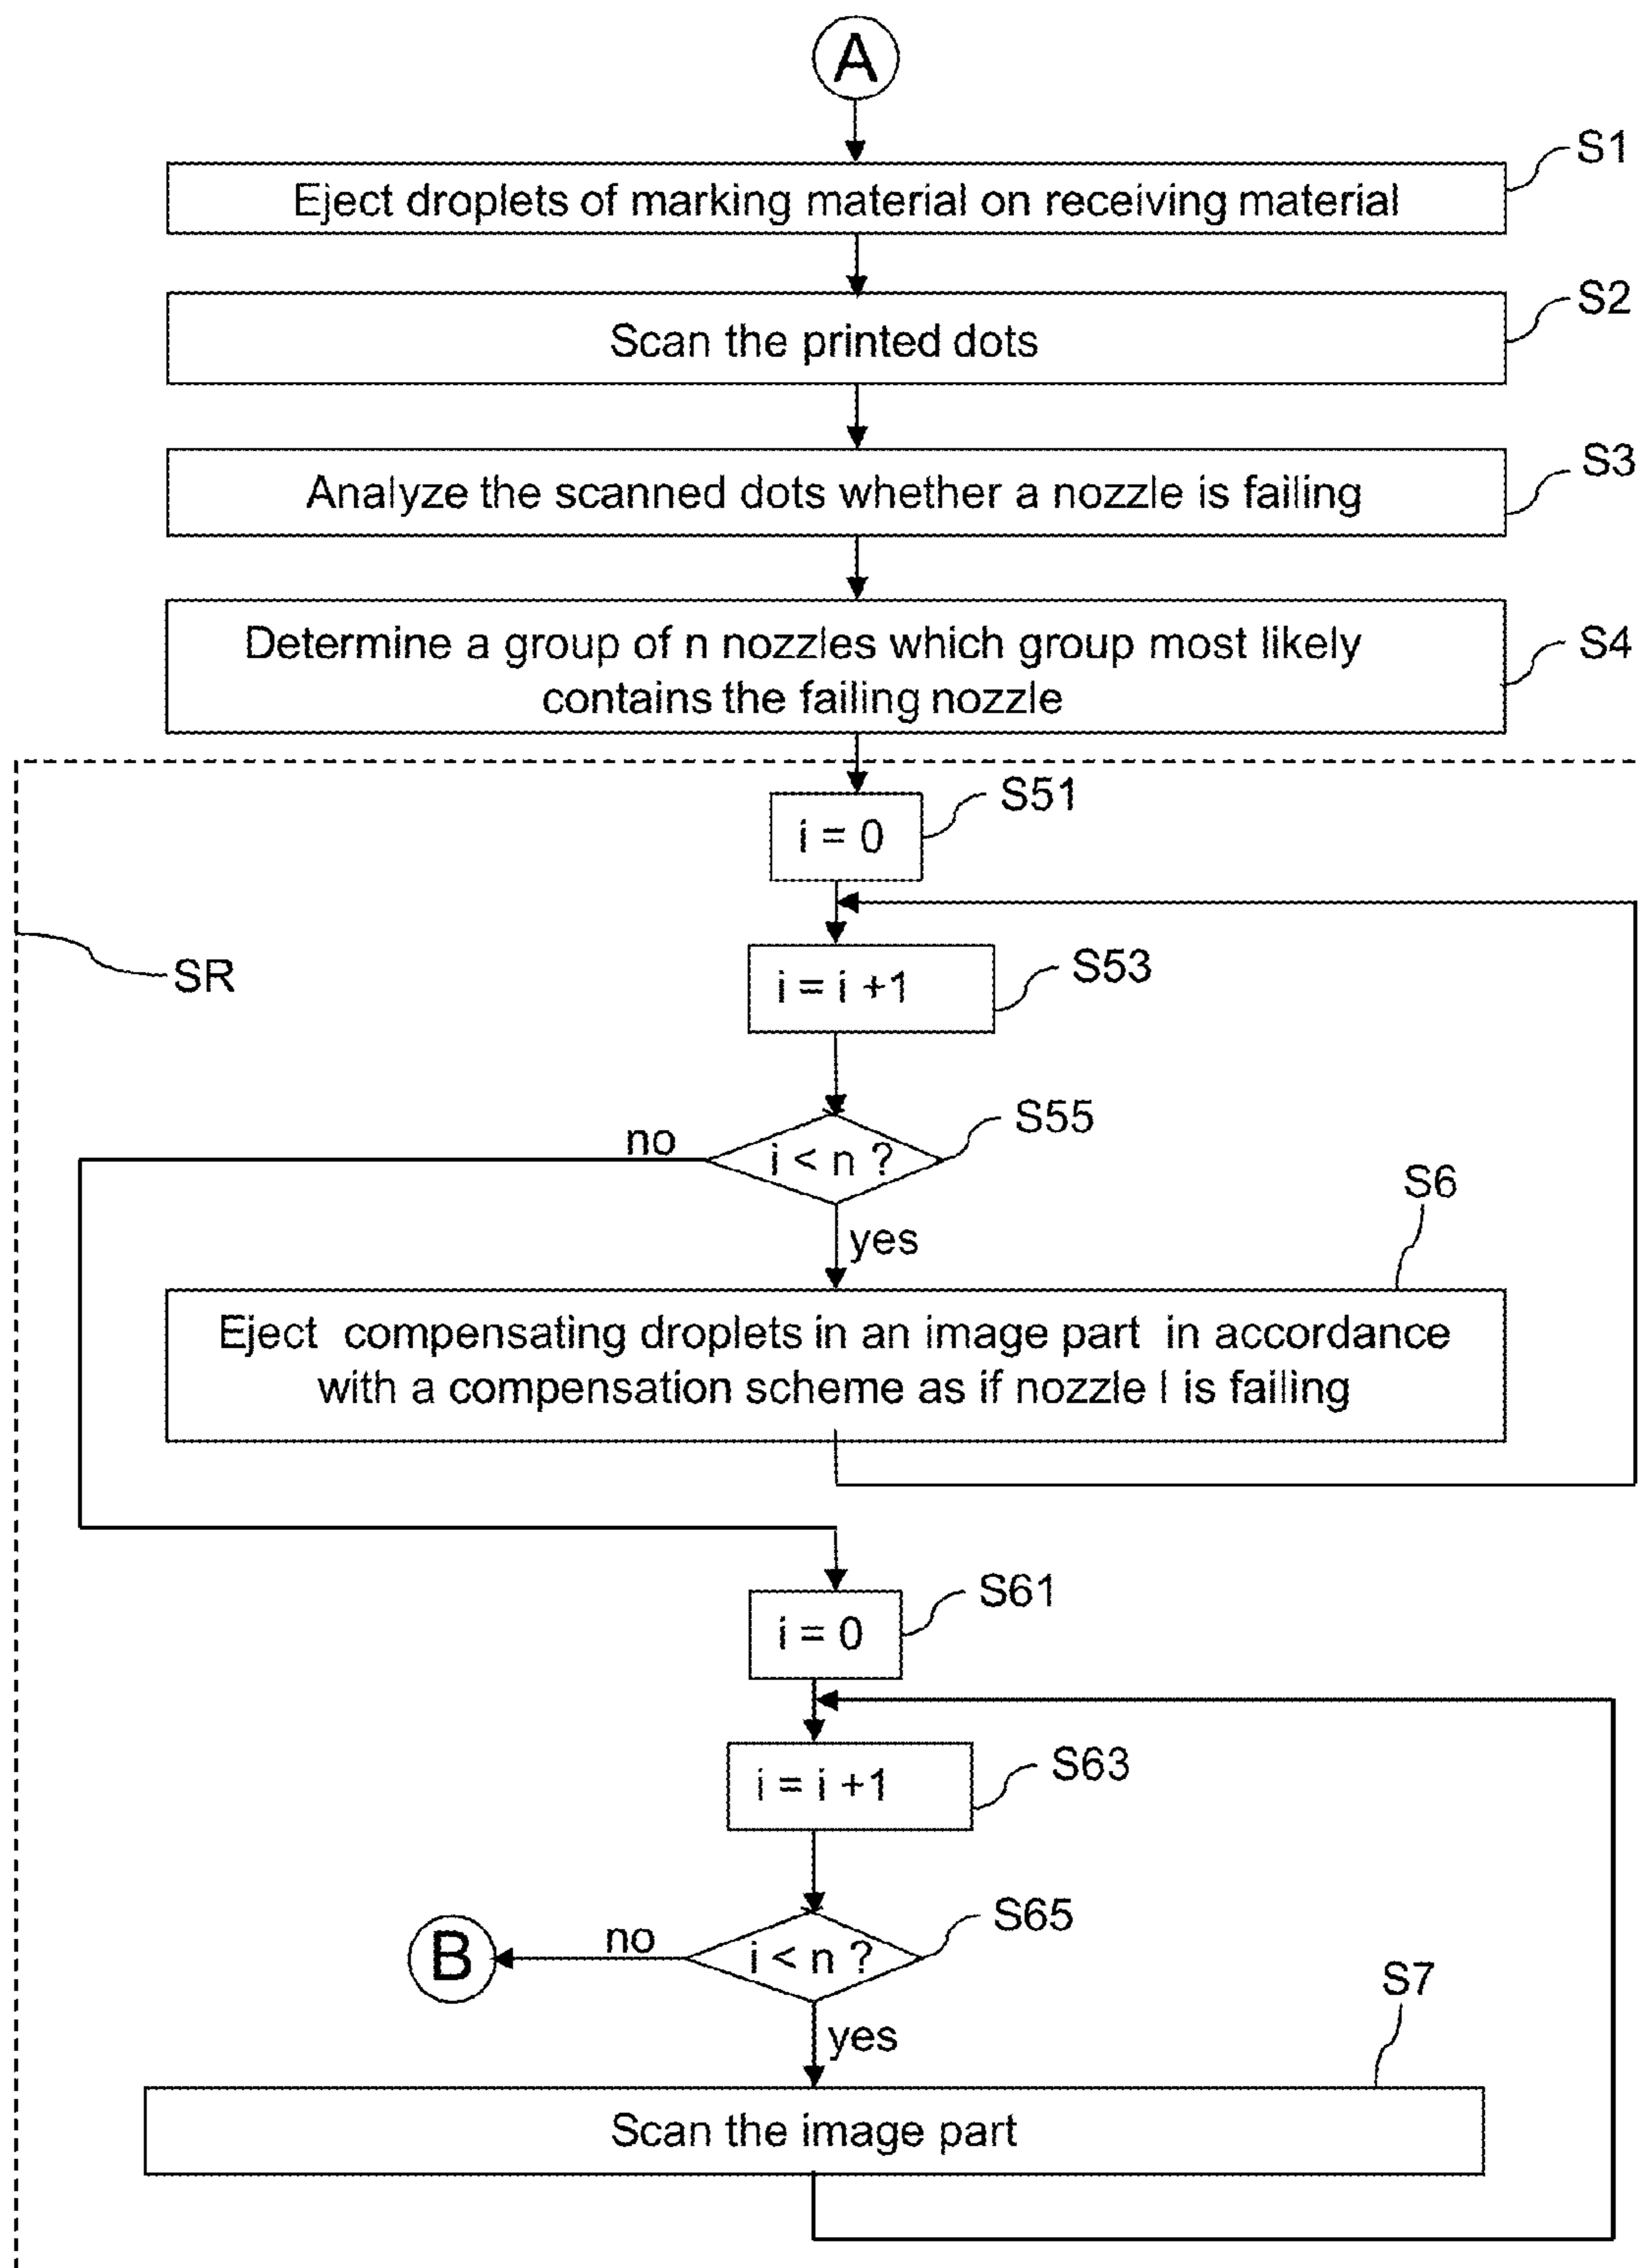 A
S1
Eject droplets of marking material on receiving material
S2
Scan the printed dots
S3
Analyze the scanned dots whether a nozzle is failing
S4
Determine a group of n nozzles which group most likely
contains the failing nozzle
S51
i = 0
SR
S53
i = i +1
S55
no
i < n ?
yes
S6
Eject compensating droplets in an image part in accordance
with a compensation scheme as if nozzle I is failing
S61
i = 0
S63
i = i +1
S65
B
no
i < n ?
yes
S7
Scan the image part